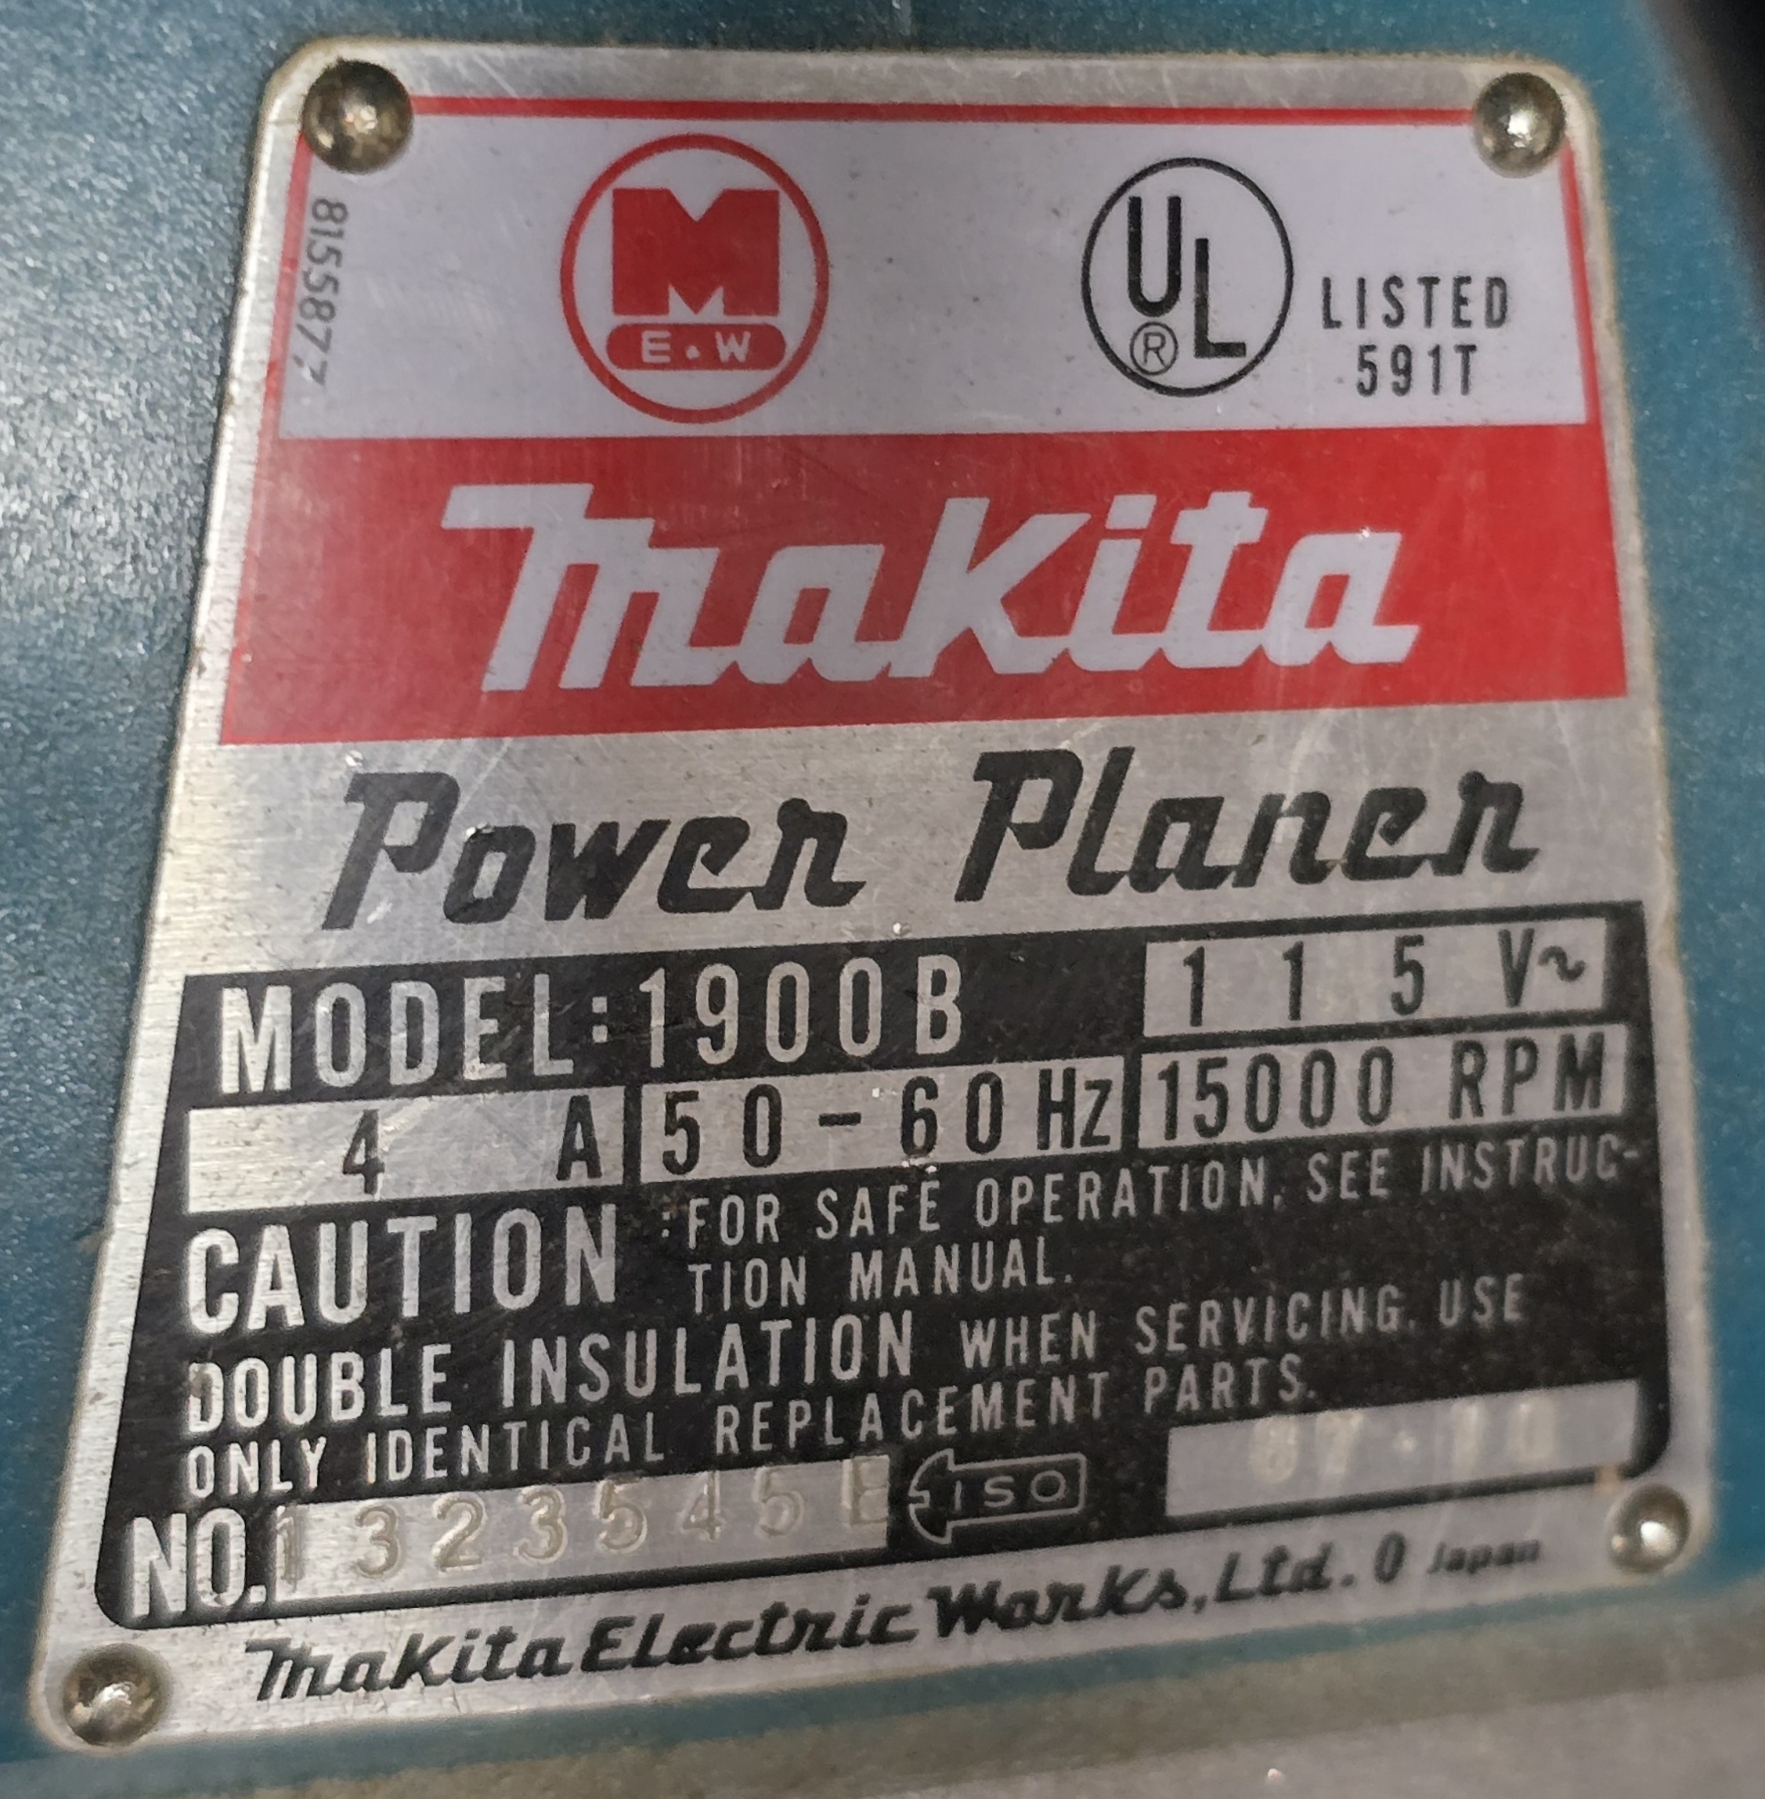 8155877
M
E·W
UL
®
LISTED
591T
Makita
Power Planer
MODEL:1900B 115 V~
4 A 50-60 Hz 15000 RPM
CAUTION :FOR SAFE OPERATION, SEE INSTRUC-
TION MANUAL.
DOUBLE INSULATION WHEN SERVICING, USE
ONLY IDENTICAL REPLACEMENT PARTS.
NO.1323545E ISO
Makita Electric Works, Ltd. O Japan